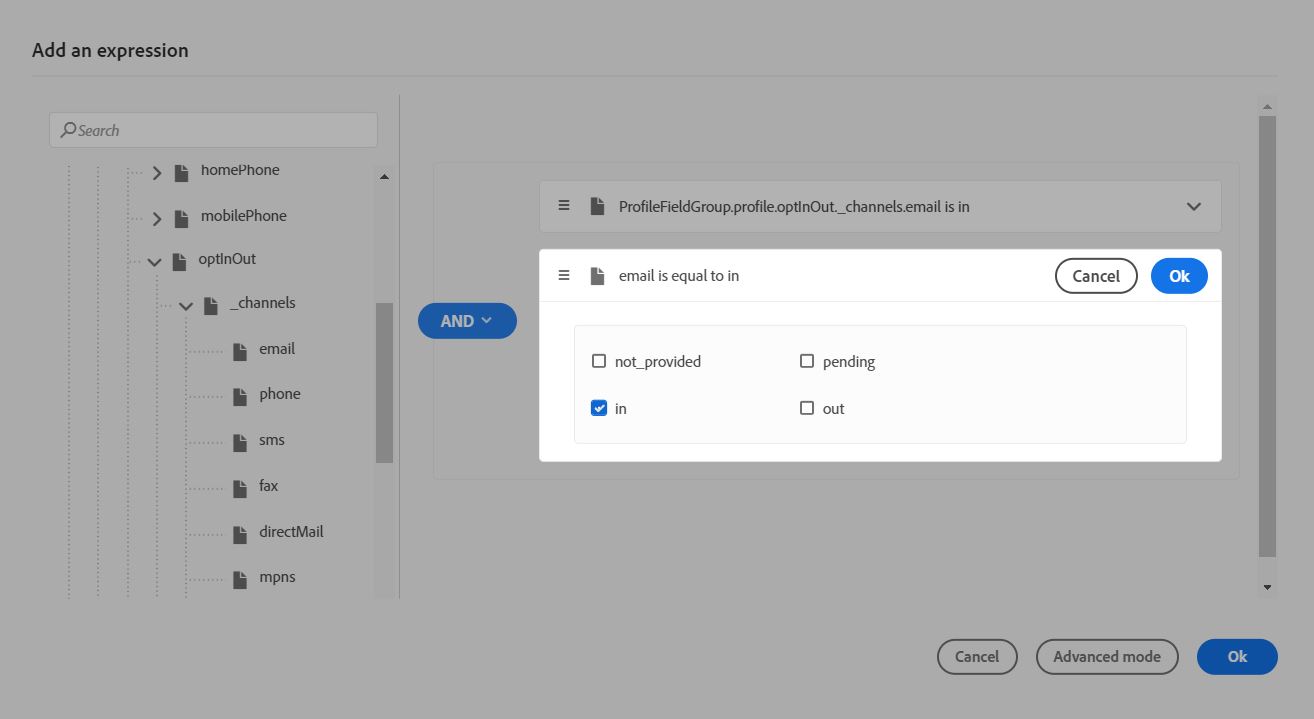 Add an expression
Search
homePhone
mobilePhone
optInOut
_channels
email
phone
sms
fax
directMail
mpns
AND
ProfileFieldGroup.profile.optInOut._channels.email is in
email is equal to in
Cancel
Ok
not_provided
pending
in
out
Cancel
Advanced mode
Ok